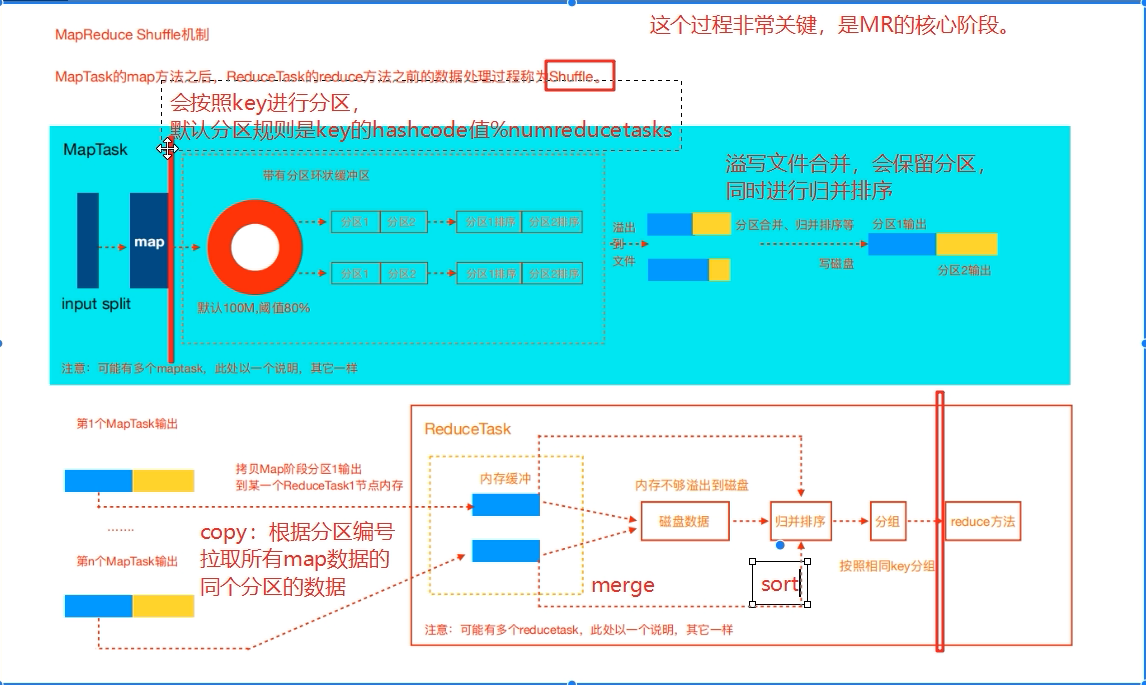 MapReduce Shuffle机制
这个过程非常关键，是MR的核心阶段。
MapTask的map方法之后，ReduceTask的reduce方法之前的数据处理过程称为Shuffle。
会按照key进行分区，
默认分区规则是key的hashcode值%numreducetasks
MapTask
带有分区环状缓冲区
溢写文件合并，会保留分区，
同时进行归并排序
map
分区1 分区2
分区1排序 分区2排序
分区1 分区2
分区1排序 分区2排序
溢出
到
文件
分区合并、归并排序等
写磁盘
分区1输出
分区2输出
input split
默认100M,阈值80%
注意：可能有多个maptask，此处以一个说明，其它一样
第1个MapTask输出
拷贝Map阶段分区1输出
到某一个ReduceTask1节点内存
.......
copy：根据分区编号
拉取所有map数据的
同个分区的数据
第n个MapTask输出
ReduceTask
内存缓冲
内存不够溢出到磁盘
磁盘数据
归并排序
分组
reduce方法
按照相同key分组
merge
sort
注意：可能有多个reducetask，此处以一个说明，其它一样